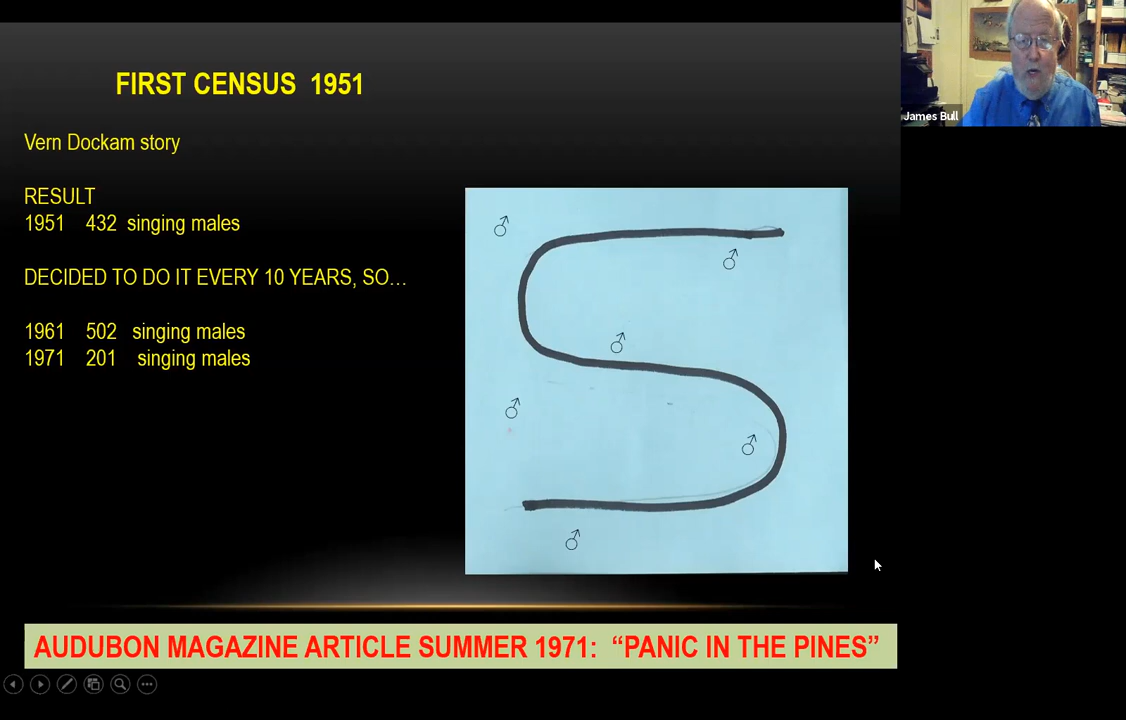 FIRST CENSUS 1951
James Bull
Vern Dockam story
RESULT
1951 432 singing males
DECIDED TO DO IT EVERY 10 YEARS, SO…
1961 502 singing males
1971 201 singing males
AUDUBON MAGAZINE ARTICLE SUMMER 1971: “PANIC IN THE PINES”